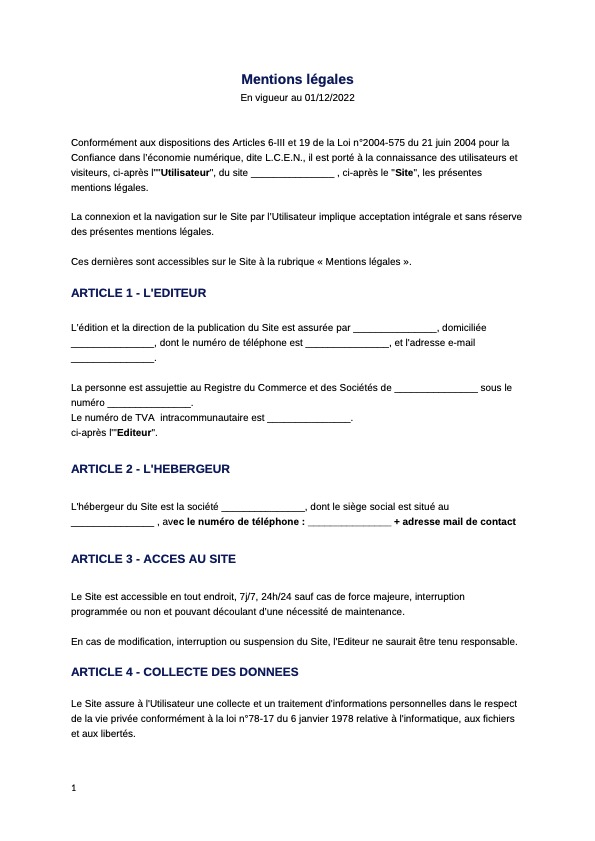 Mentions légales
En vigueur au 01/12/2022
Conformément aux dispositions des Articles 6-III et 19 de la Loi n°2004-575 du 21 juin 2004 pour la
Confiance dans l'économie numérique, dite L.C.E.N., il est porté à la connaissance des utilisateurs et
visiteurs, ci-après l'"Utilisateur", du site _______________ , ci-après le "Site", les présentes
mentions légales.
La connexion et la navigation sur le Site par l'Utilisateur implique acceptation intégrale et sans réserve
des présentes mentions légales.
Ces dernières sont accessibles sur le Site à la rubrique « Mentions légales ».
ARTICLE 1 - L'EDITEUR
L'édition et la direction de la publication du Site est assurée par _______________, domiciliée
_______________, dont le numéro de téléphone est _______________, et l'adresse e-mail
_______________.
La personne est assujettie au Registre du Commerce et des Sociétés de _______________ sous le
numéro _______________.
Le numéro de TVA intracommunautaire est _______________.
ci-après l'"Editeur".
ARTICLE 2 - L'HEBERGEUR
L'hébergeur du Site est la société _______________, dont le siège social est situé au
_______________ , avec le numéro de téléphone : _______________ + adresse mail de contact
ARTICLE 3 - ACCES AU SITE
Le Site est accessible en tout endroit, 7j/7, 24h/24 sauf cas de force majeure, interruption
programmée ou non et pouvant découlant d'une nécessité de maintenance.
En cas de modification, interruption ou suspension du Site, l'Editeur ne saurait être tenu responsable.
ARTICLE 4 - COLLECTE DES DONNEES
Le Site assure à l'Utilisateur une collecte et un traitement d'informations personnelles dans le respect
de la vie privée conformément à la loi n°78-17 du 6 janvier 1978 relative à l'informatique, aux fichiers
et aux libertés.
1